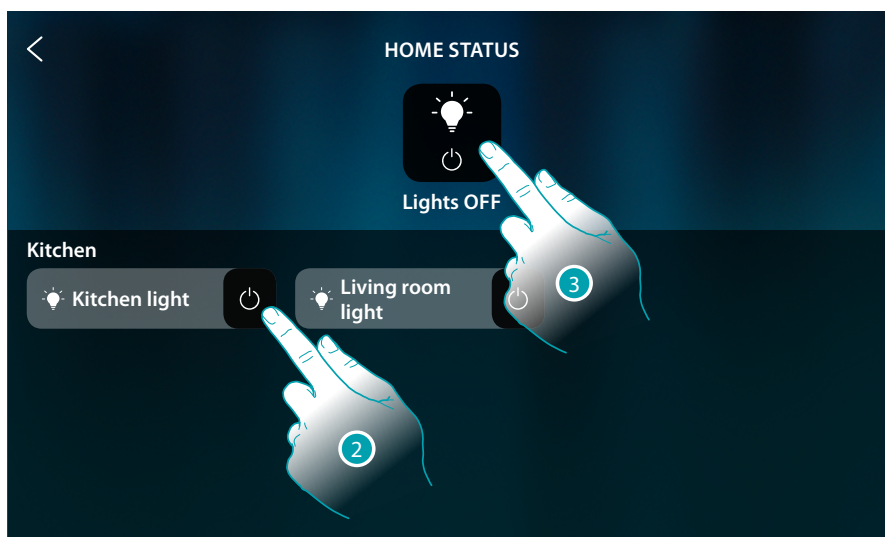 HOME STATUS
Lights OFF
Kitchen
Kitchen light
Living room
light
3
2